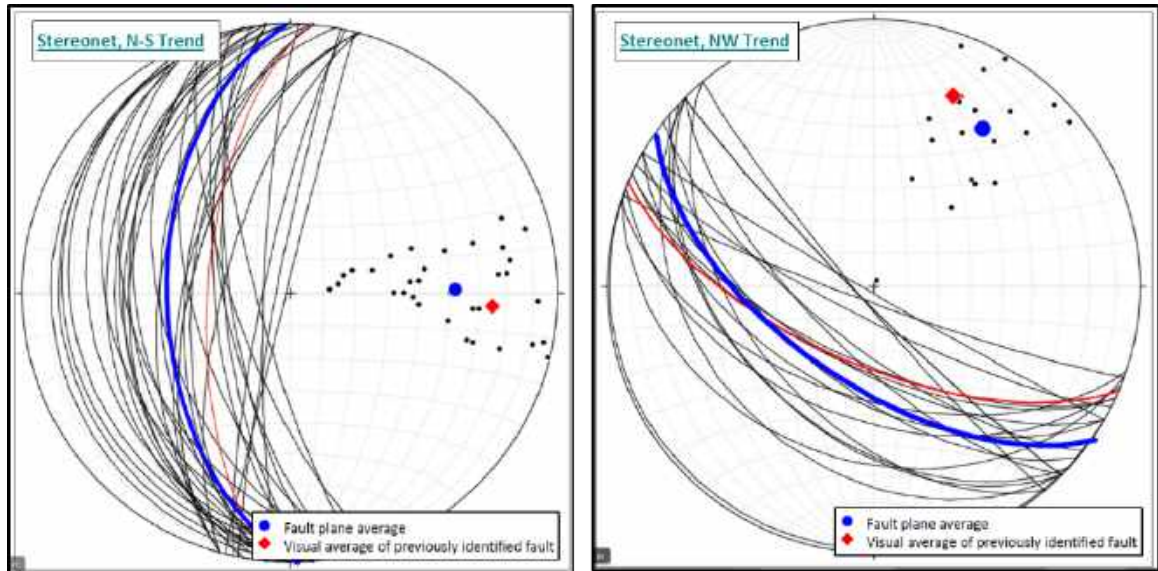 Stereonet, N-S Trend
Fault plane average
Visual average of previously identified fault
Stereonet, NW Trend
Fault plane average
Visual average of previously identified fault